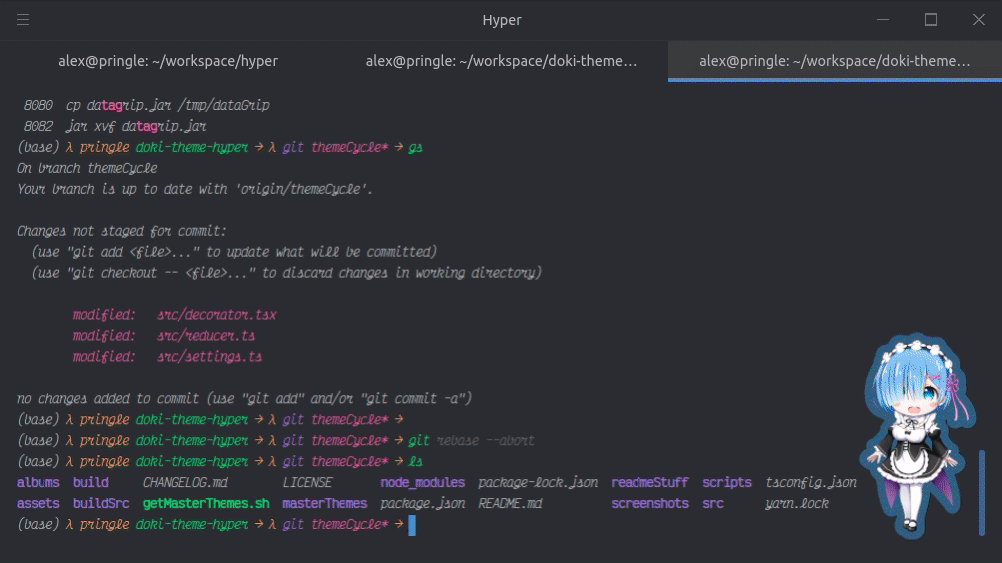 Hyper
alex@pringle: ~/workspace/hyper
alex@pringle: ~/workspace/doki-theme…
alex@pringle: ~/workspace/doki-theme…
8080 cp datagrip.jar /tmp/dataGrip
8082 jar xvf datagrip.jar
(base) λ pringle doki-theme-hyper → λ git themeCycle* → gs
On branch themeCycle
Your branch is up to date with 'origin/themeCycle'.
Changes not staged for commit:
(use "git add <file>..." to update what will be committed)
(use "git checkout -- <file>..." to discard changes in working directory)
modified: src/decorator.tsx
modified: src/reducer.ts
modified: src/settings.ts
no changes added to commit (use "git add" and/or "git commit -a")
(base) λ pringle doki-theme-hyper → λ git themeCycle* →
(base) λ pringle doki-theme-hyper → λ git themeCycle* → git rebase --abort
(base) λ pringle doki-theme-hyper → λ git themeCycle* → ls
albums build CHANGELOG.md LICENSE node_modules package-lock.json readmeStuff scripts tsconfig.json
assets buildSrc getMasterThemes.sh masterThemes package.json README.md screenshots src yarn.lock
(base) λ pringle doki-theme-hyper → λ git themeCycle* →